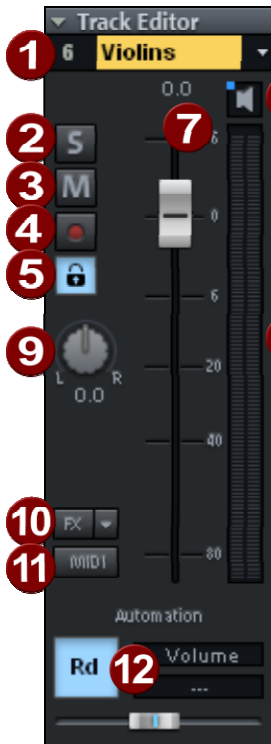 Track Editor
1 6 Violins
0.0
7 6
2 S
3 M
4 0
5
6
9 L R 20
0.0
40
10 FX
11 MIDI 80
Automation
Rd 12 Volume
---